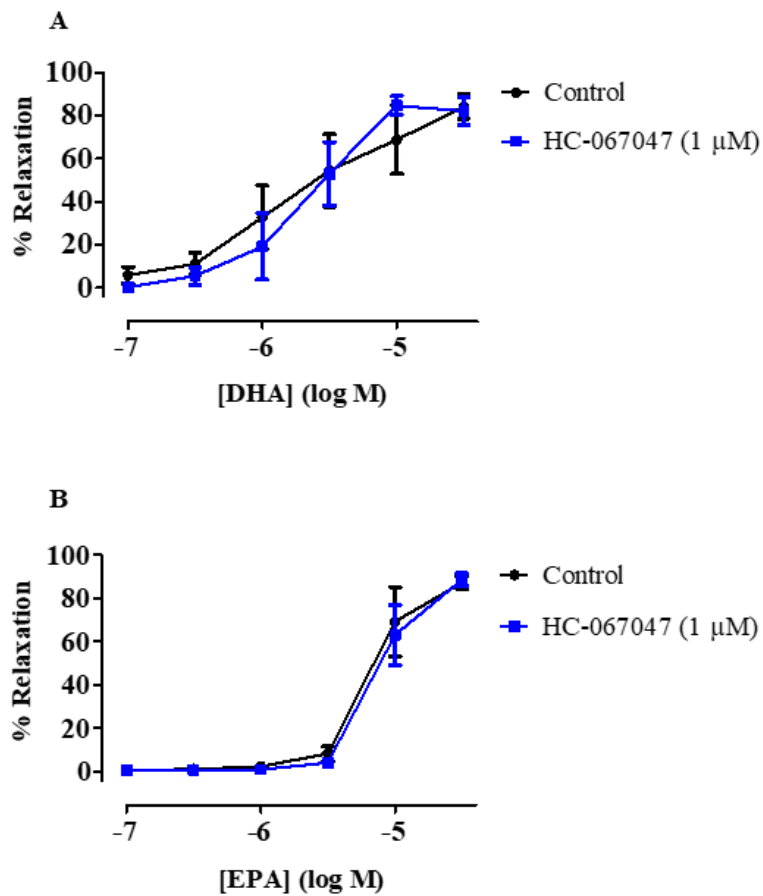 A
100
80
60
40
20
0
% Relaxation
-7
-6
-5
[DHA] (log M)
Control
HC-067047 (1 µM)
B
100
80
60
40
20
0
% Relaxation
-7
-6
-5
[EPA] (log M)
Control
HC-067047 (1 µM)